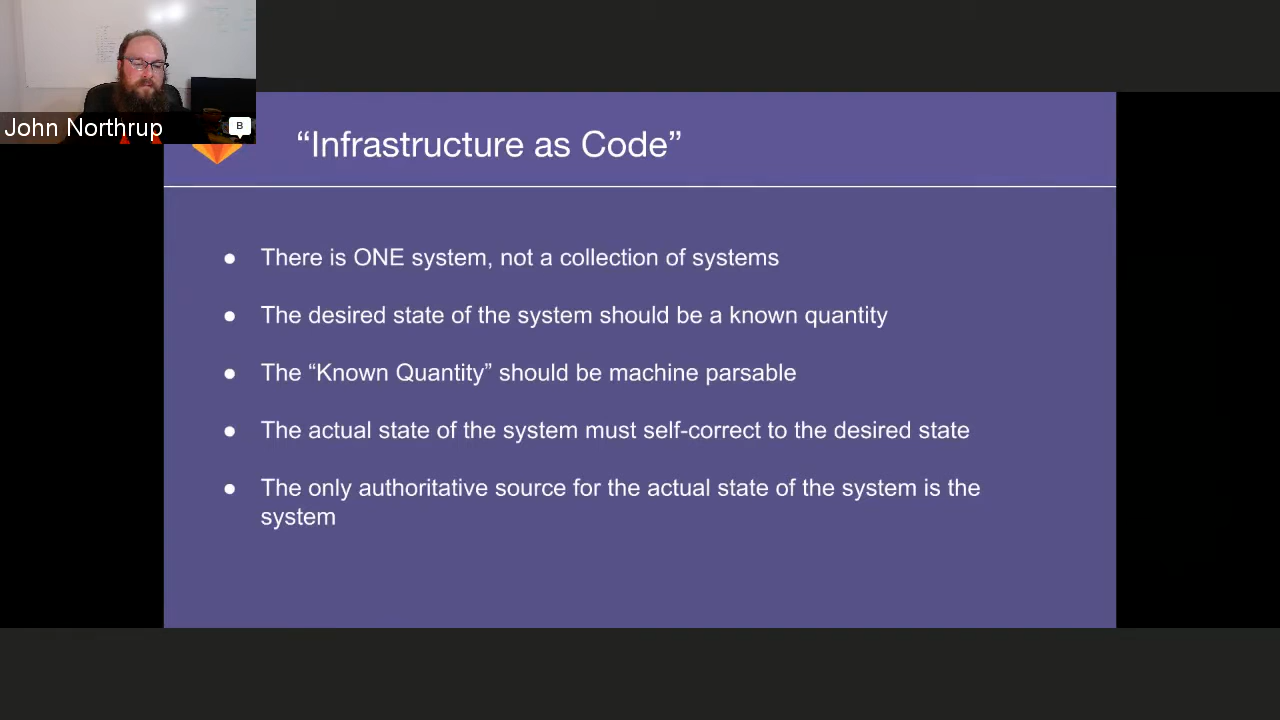 John Northrup
B
“Infrastructure as Code”
● There is ONE system, not a collection of systems
● The desired state of the system should be a known quantity
● The “Known Quantity” should be machine parsable
● The actual state of the system must self-correct to the desired state
● The only authoritative source for the actual state of the system is the
system